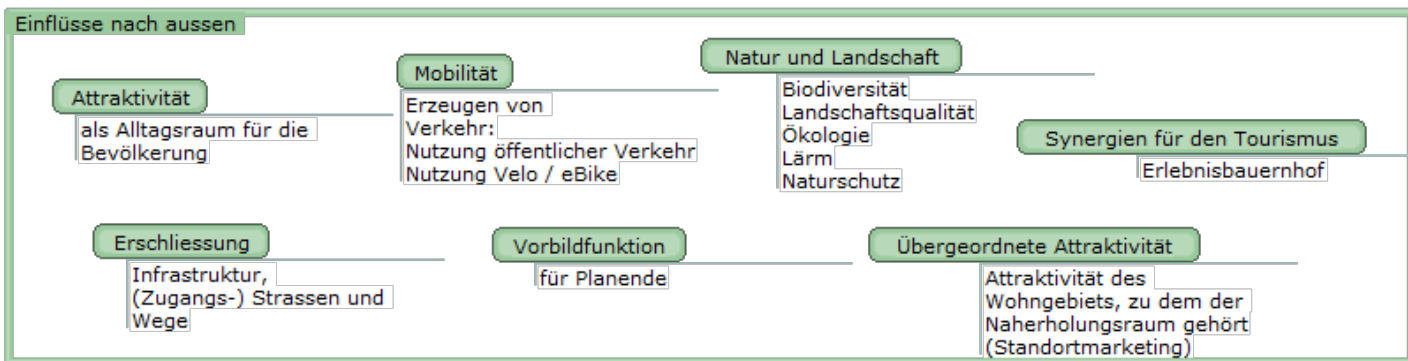 Einflüsse nach aussen
Attraktivität
als Alltagsraum für die
Bevölkerung
Mobilität
Erzeugen von
Verkehr:
Nutzung öffentlicher Verkehr
Nutzung Velo / eBike
Natur und Landschaft
Biodiversität
Landschaftsqualität
Ökologie
Lärm
Naturschutz
Synergien für den Tourismus
Erlebnisbauernhof
Erschliessung
Infrastruktur,
(Zugangs-) Strassen und
Wege
Vorbildfunktion
für Planende
Übergeordnete Attraktivität
Attraktivität des
Wohngebiets, zu dem der
Naherholungsraum gehört
(Standortmarketing)